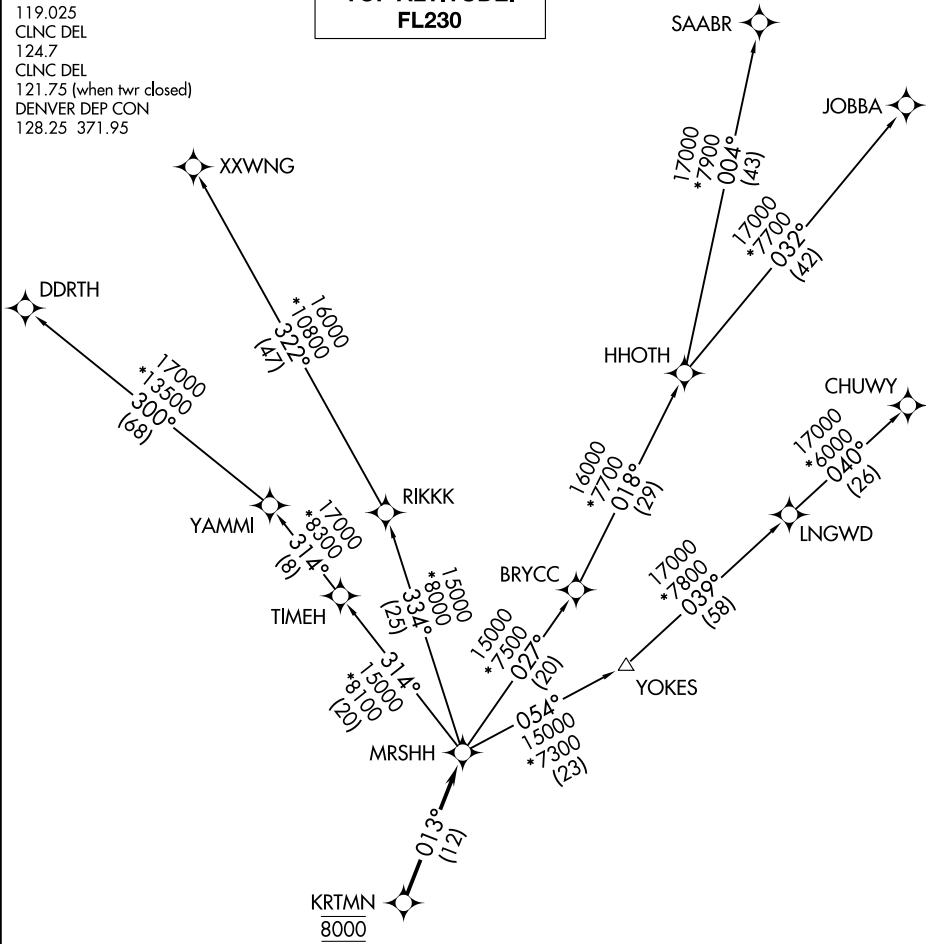 119.025
CLNC DEL
124.7
CLNC DEL
121.75 (when twr closed)
DENVER DEP CON
128.25 371.95
FL230
SAABR
JOBBA
17000
*7900
004°
(43)
XXWNG
17000
*7700
032°
(42)
DDRTH
16000
*10800
322°
(47)
HHOTH
17000
*13500
300°
(68)
CHUWY
17000
*6000
040°
(26)
16000
*7700
018°
(29)
RIKKK
YAMMI
LNGWD
17000
*8300
314°
(8)
BRYCC
17000
*7800
039°
(58)
TIMEH
15000
*8000
334°
(25)
15000
*7500
027°
(20)
YOKES
314°
15000
*8100
(20)
054°
15000
*7300
(23)
MRSHH
013°
(12)
KRTMN
8000